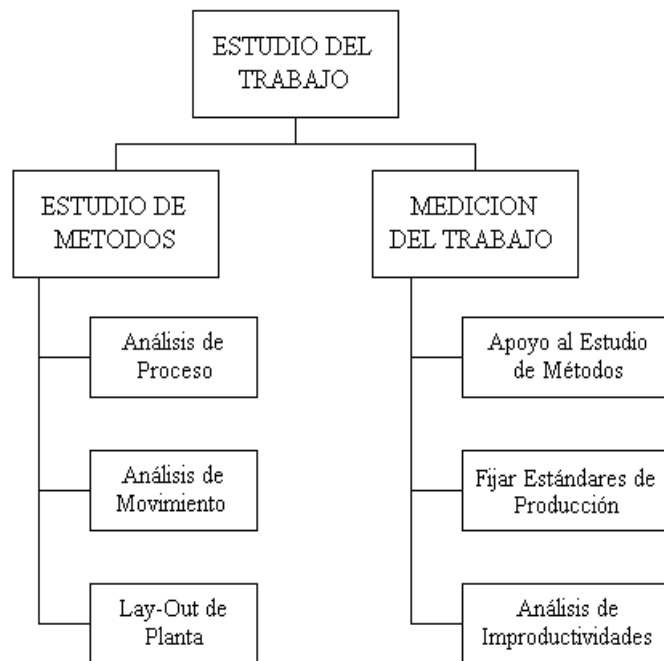 ESTUDIO DEL
TRABAJO
ESTUDIO DE
METODOS
MEDICION
DEL TRABAJO
Análisis de
Proceso
Apoyo al Estudio
de Métodos
Análisis de
Movimiento
Fijar Estándares de
Producción
Lay-Out de
Planta
Análisis de
Improductividades